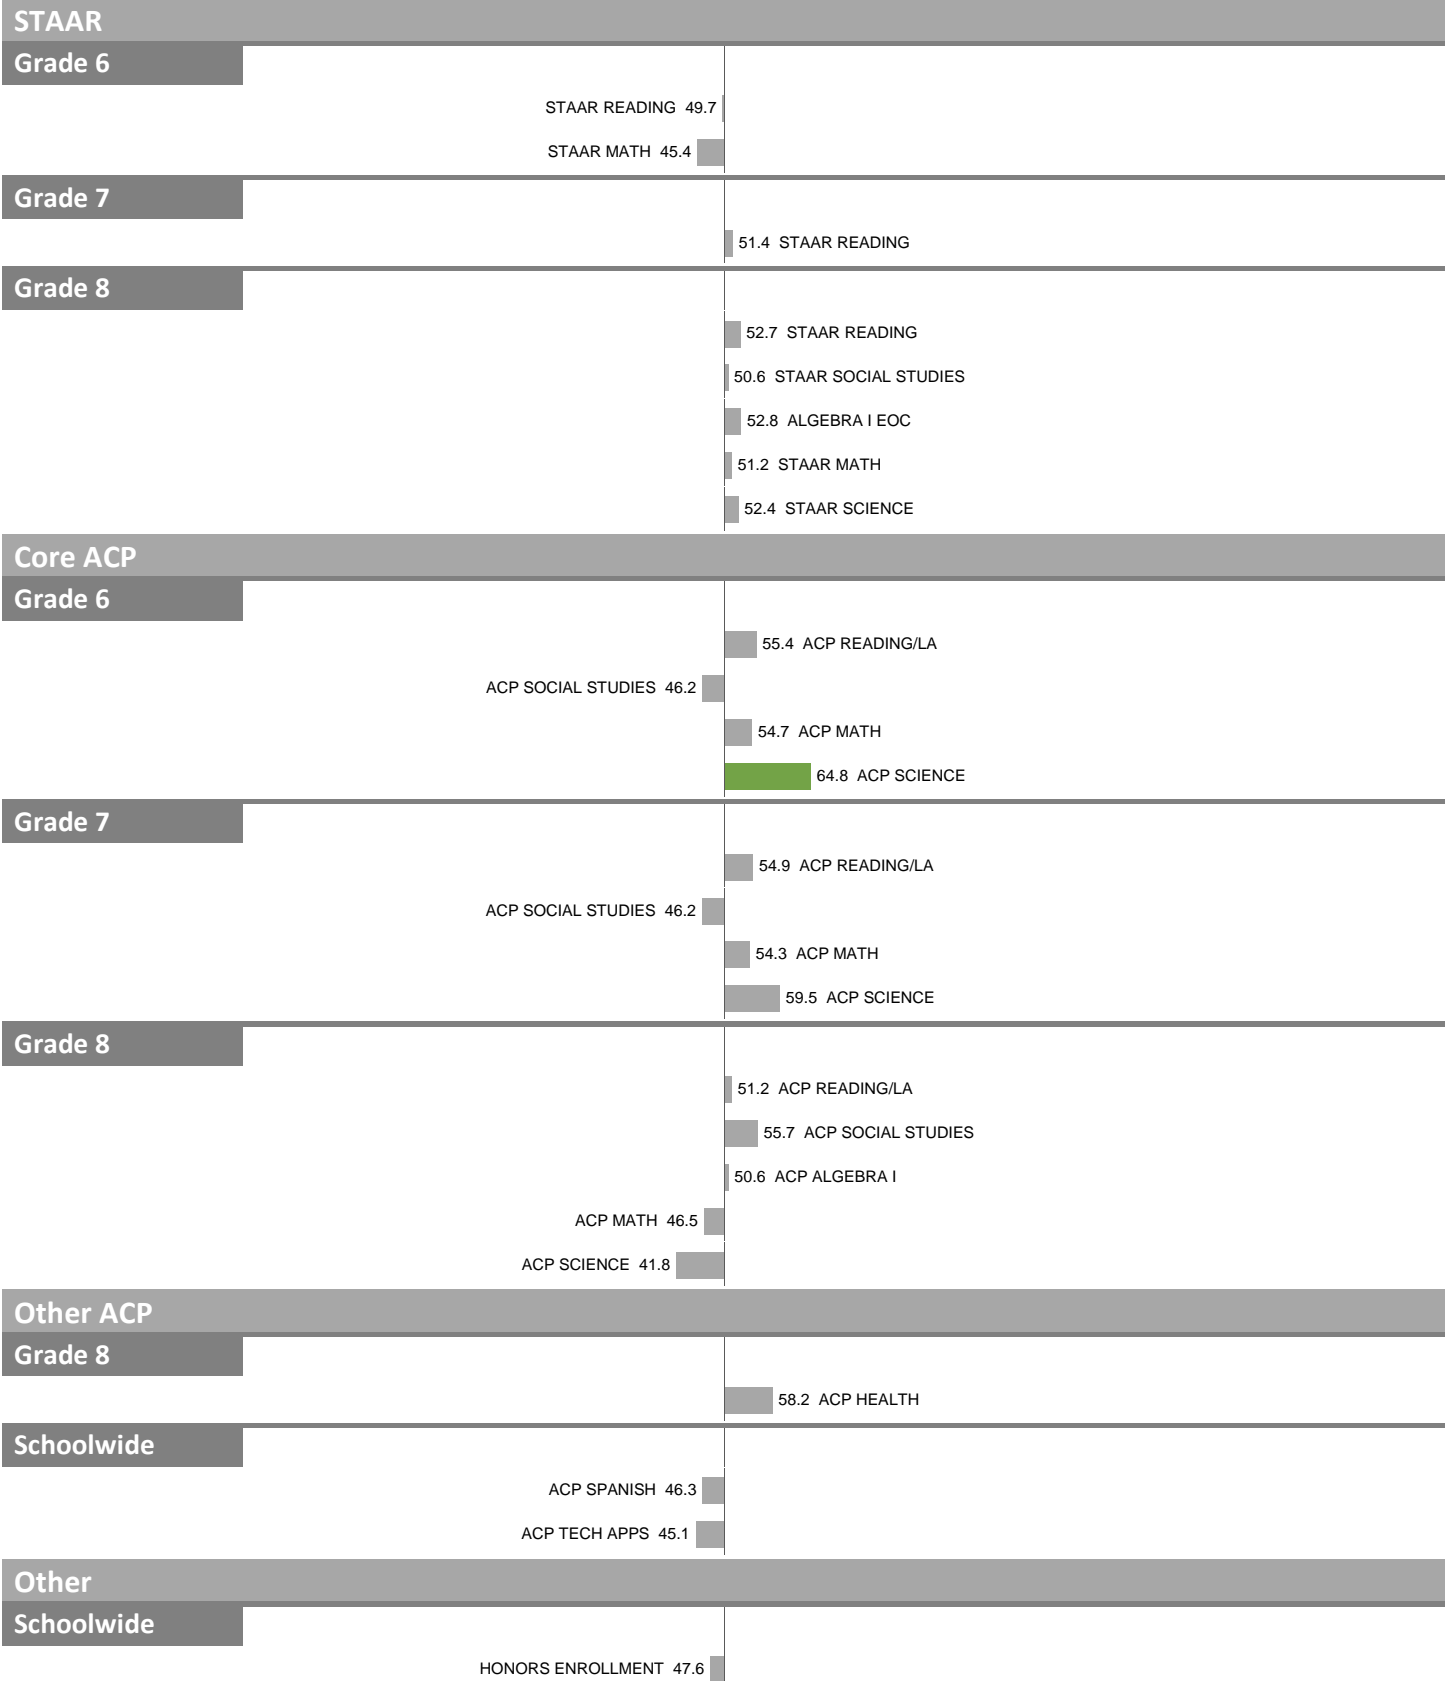 STAAR
Grade 6
STAAR READING 49.7
STAAR MATH 45.4
Grade 7
51.4 STAAR READING
Grade 8
52.7 STAAR READING
50.6 STAAR SOCIAL STUDIES
52.8 ALGEBRA I EOC
51.2 STAAR MATH
52.4 STAAR SCIENCE
Core ACP
Grade 6
55.4 ACP READING/LA
ACP SOCIAL STUDIES 46.2
54.7 ACP MATH
64.8 ACP SCIENCE
Grade 7
54.9 ACP READING/LA
ACP SOCIAL STUDIES 46.2
54.3 ACP MATH
59.5 ACP SCIENCE
Grade 8
51.2 ACP READING/LA
55.7 ACP SOCIAL STUDIES
50.6 ACP ALGEBRA I
ACP MATH 46.5
ACP SCIENCE 41.8
Other ACP
Grade 8
58.2 ACP HEALTH
Schoolwide
ACP SPANISH 46.3
ACP TECH APPS 45.1
Other
Schoolwide
HONORS ENROLLMENT 47.6